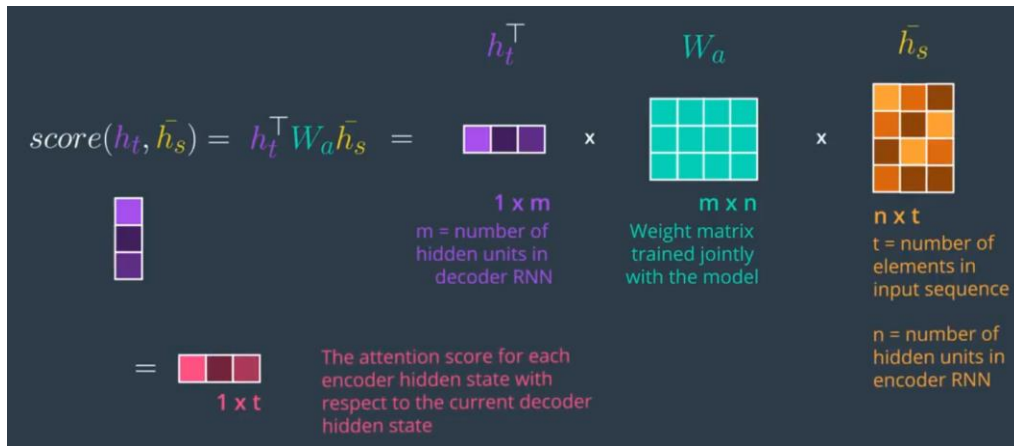 h_t^⊤
W_a
h̄_s
score(h_t, h̄_s) = h_t^⊤ W_a h̄_s =
x
x
1 x m
m = number of
hidden units in
decoder RNN
m x n
Weight matrix
trained jointly
with the model
n x t
t = number of
elements in
input sequence
n = number of
hidden units in
encoder RNN
=
1 x t
The attention score for each
encoder hidden state with
respect to the current decoder
hidden state